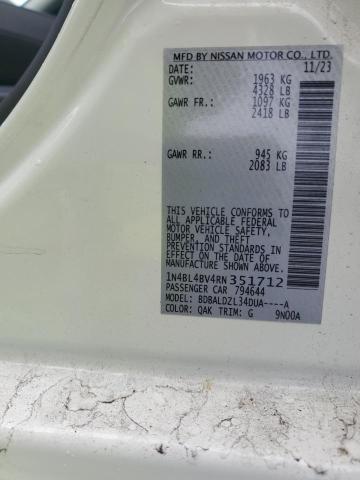 MFD BY NISSAN MOTOR CO., LTD.
DATE: 11/23
GVWR: 1963 KG
4328 LB
GAWR FR.: 1097 KG
2418 LB
GAWR RR.: 945 KG
2083 LB
THIS VEHICLE CONFORMS TO
ALL APPLICABLE FEDERAL
MOTOR VEHICLE SAFETY,
BUMPER, AND THEFT
PREVENTION STANDARDS IN
EFFECT ON THE DATE OF
MANUFACTURE SHOWN ABOVE.
1N4BL4BV4RN351712
PASSENGER CAR 794644
MODEL: BDBALDZL34DUA----A
COLOR: QAK TRIM: G 9N00A